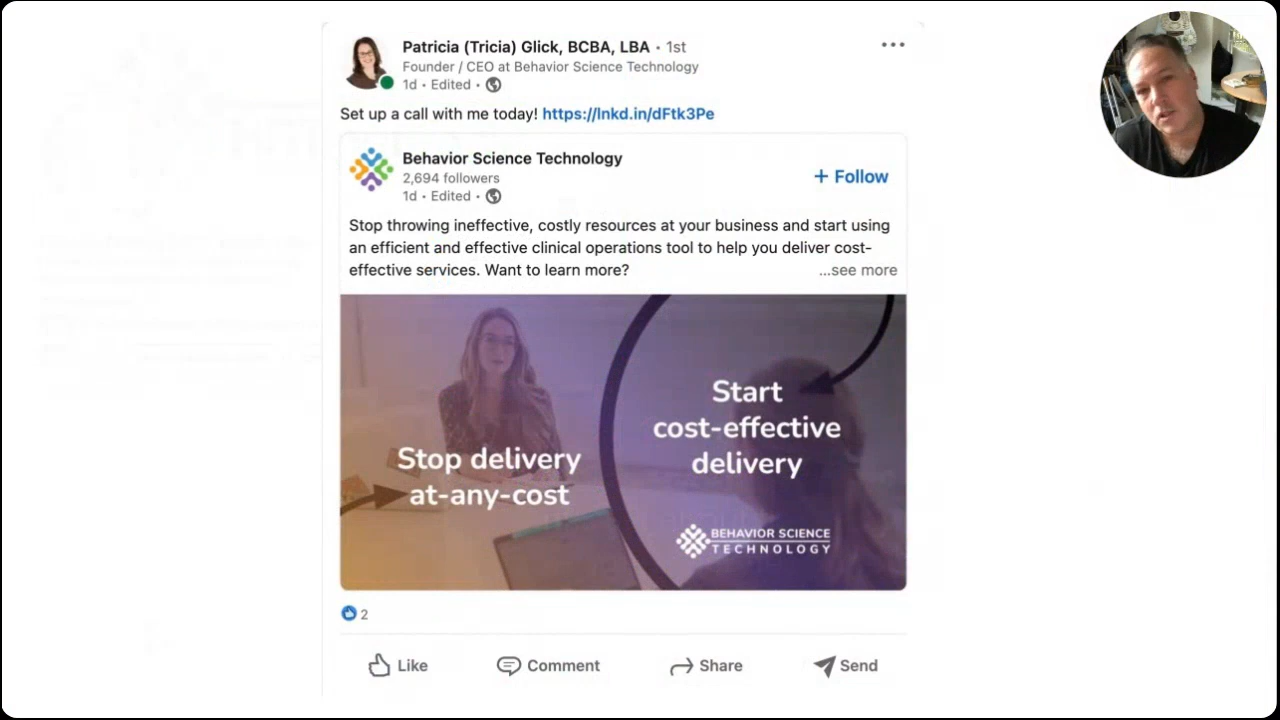 Patricia (Tricia) Glick, BCBA, LBA • 1st
Founder / CEO at Behavior Science Technology
1d • Edited •
Set up a call with me today! https://lnkd.in/dFtk3Pe
Behavior Science Technology
2,694 followers
1d • Edited •
+ Follow
Stop throwing ineffective, costly resources at your business and start using
an efficient and effective clinical operations tool to help you deliver cost-
effective services. Want to learn more?
...see more
Stop delivery
at-any-cost
Start
cost-effective
delivery
BEHAVIOR SCIENCE
TECHNOLOGY
2
Like
Comment
Share
Send